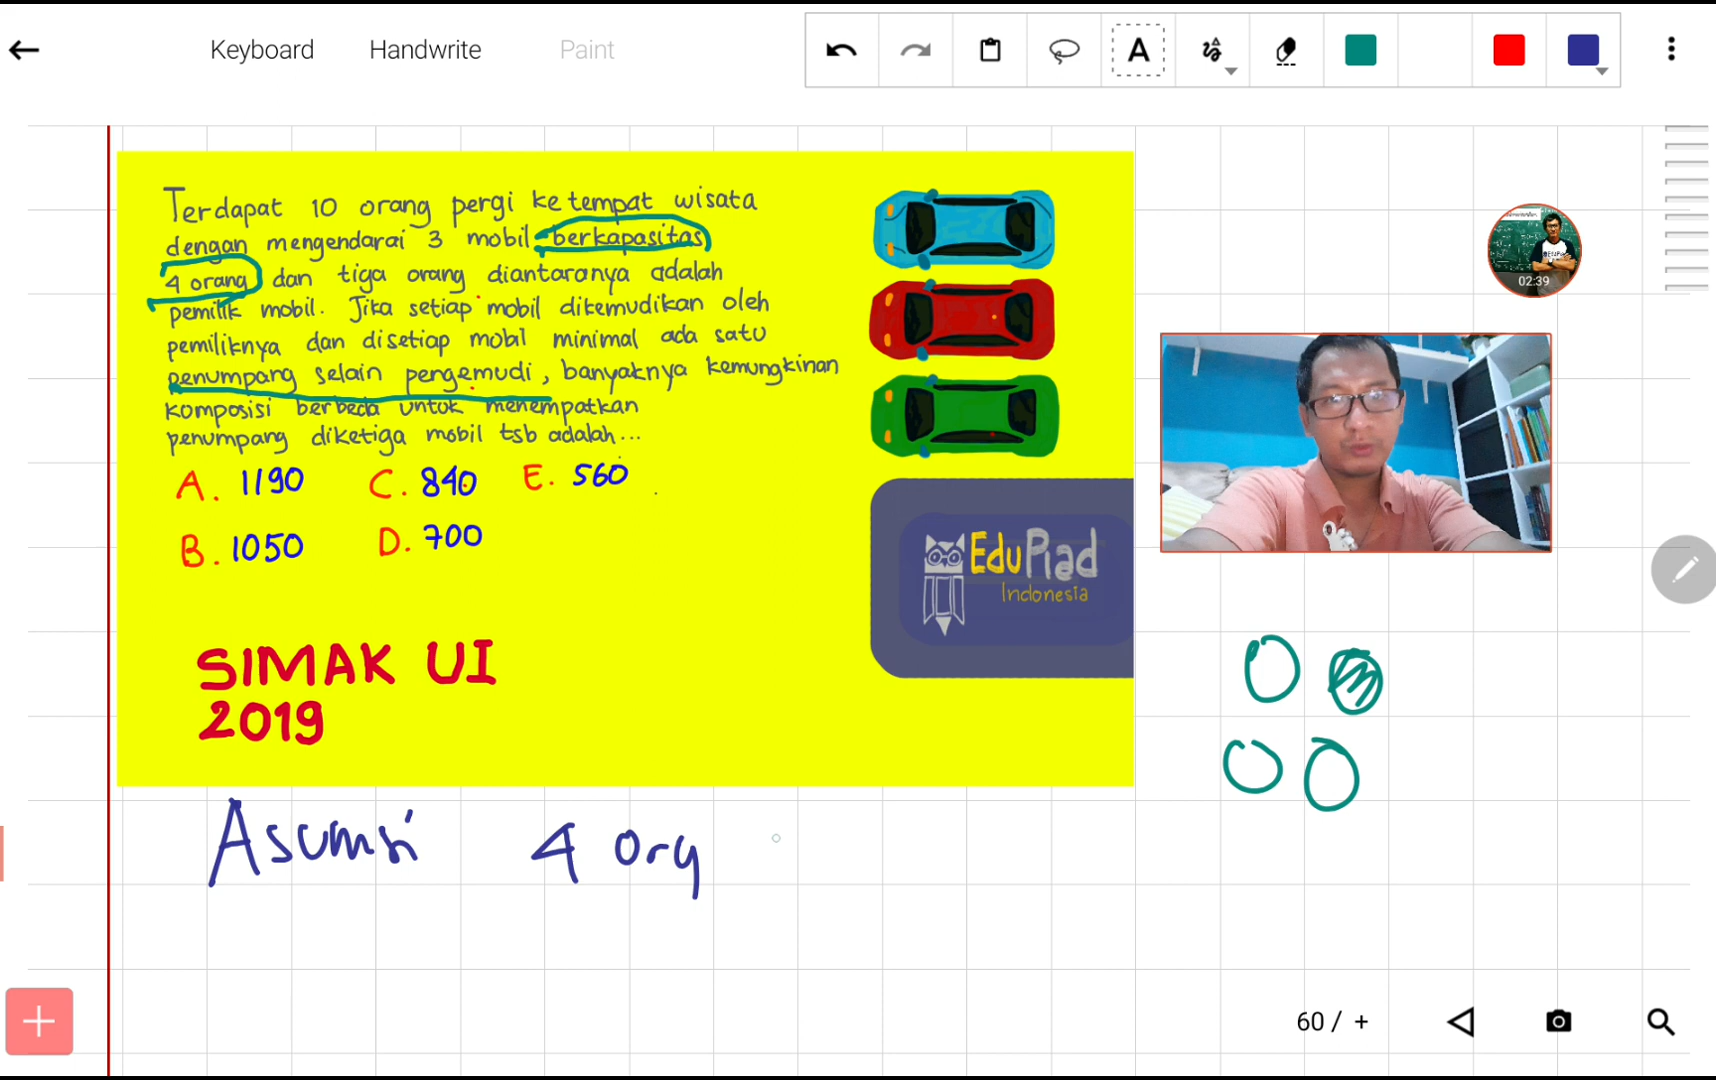 Keyboard Handwrite Paint
A
Terdapat 10 orang pergi ke tempat wisata
dengan mengendarai 3 mobil berkapasitas
4 orang dan tiga orang diantaranya adalah
pemilik mobil. Jika setiap mobil dikemudikan oleh
pemiliknya dan disetiap mobil minimal ada satu
penumpang selain pengemudi, banyaknya kemungkinan
komposisi berbeda untuk menempatkan
penumpang diketiga mobil tsb adalah...
A. 1190 C. 840 E. 560
B. 1050 D. 700
SIMAK UI
2019
EduPiad
Indonesia
02:39
Asumsi 4 org
60 / +